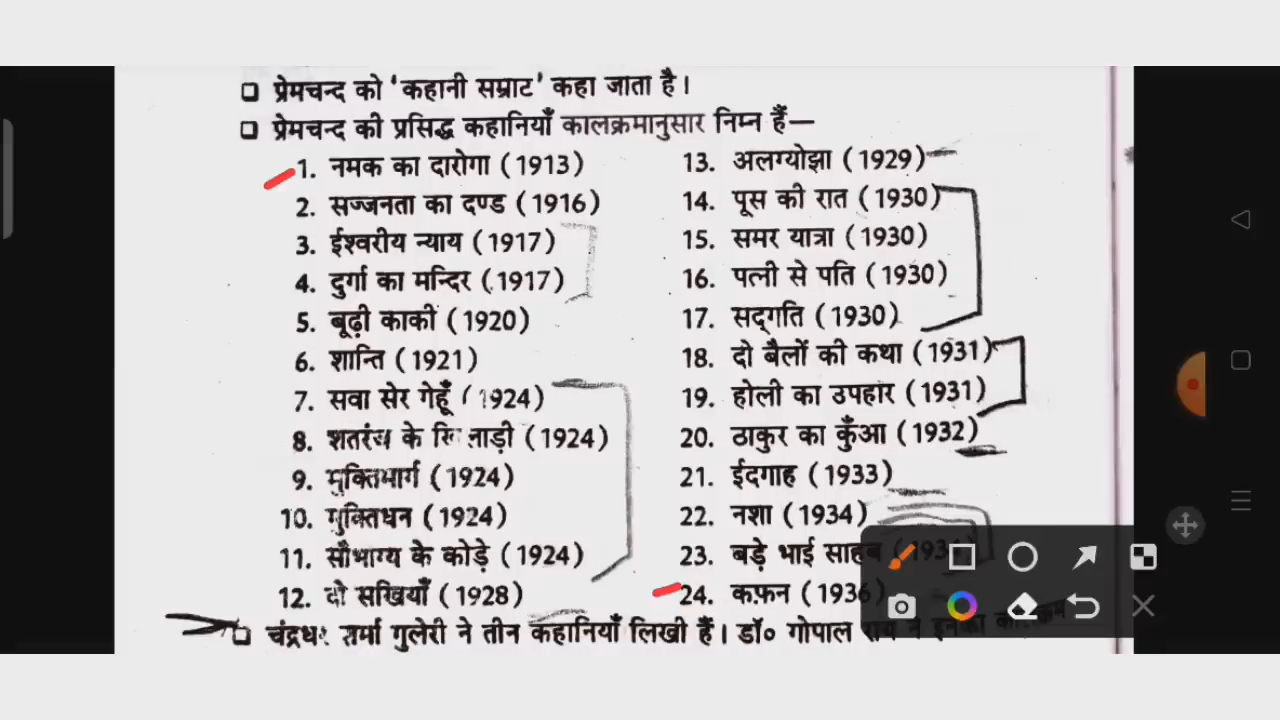 ❑ प्रेमचन्द को 'कहानी सम्राट' कहा जाता है।
❑ प्रेमचन्द की प्रसिद्ध कहानियाँ कालक्रमानुसार निम्न हैं—
1. नमक का दारोगा (1913)
2. सज्जनता का दण्ड (1916)
3. ईश्वरीय न्याय (1917)
4. दुर्गा का मन्दिर (1917)
5. बूढ़ी काकी (1920)
6. शान्ति (1921)
7. सवा सेर गेहूँ (1924)
8. शतरंज के खिलाड़ी (1924)
9. मुक्तिमार्ग (1924)
10. मुक्तिधन (1924)
11. सौभाग्य के कोड़े (1924)
12. दो सखियाँ (1928)
13. अलग्योझा (1929)
14. पूस की रात (1930)
15. समर यात्रा (1930)
16. पत्नी से पति (1930)
17. सद्गति (1930)
18. दो बैलों की कथा (1931)
19. होली का उपहार (1931)
20. ठाकुर का कुँआ (1932)
21. ईदगाह (1933)
22. नशा (1934)
23. बड़े भाई साहब
24. कफ़न (1936)
❑ चंद्रधर शर्मा गुलेरी ने तीन कहानियाँ लिखी हैं। डॉ० गोपाल राय ने इनका